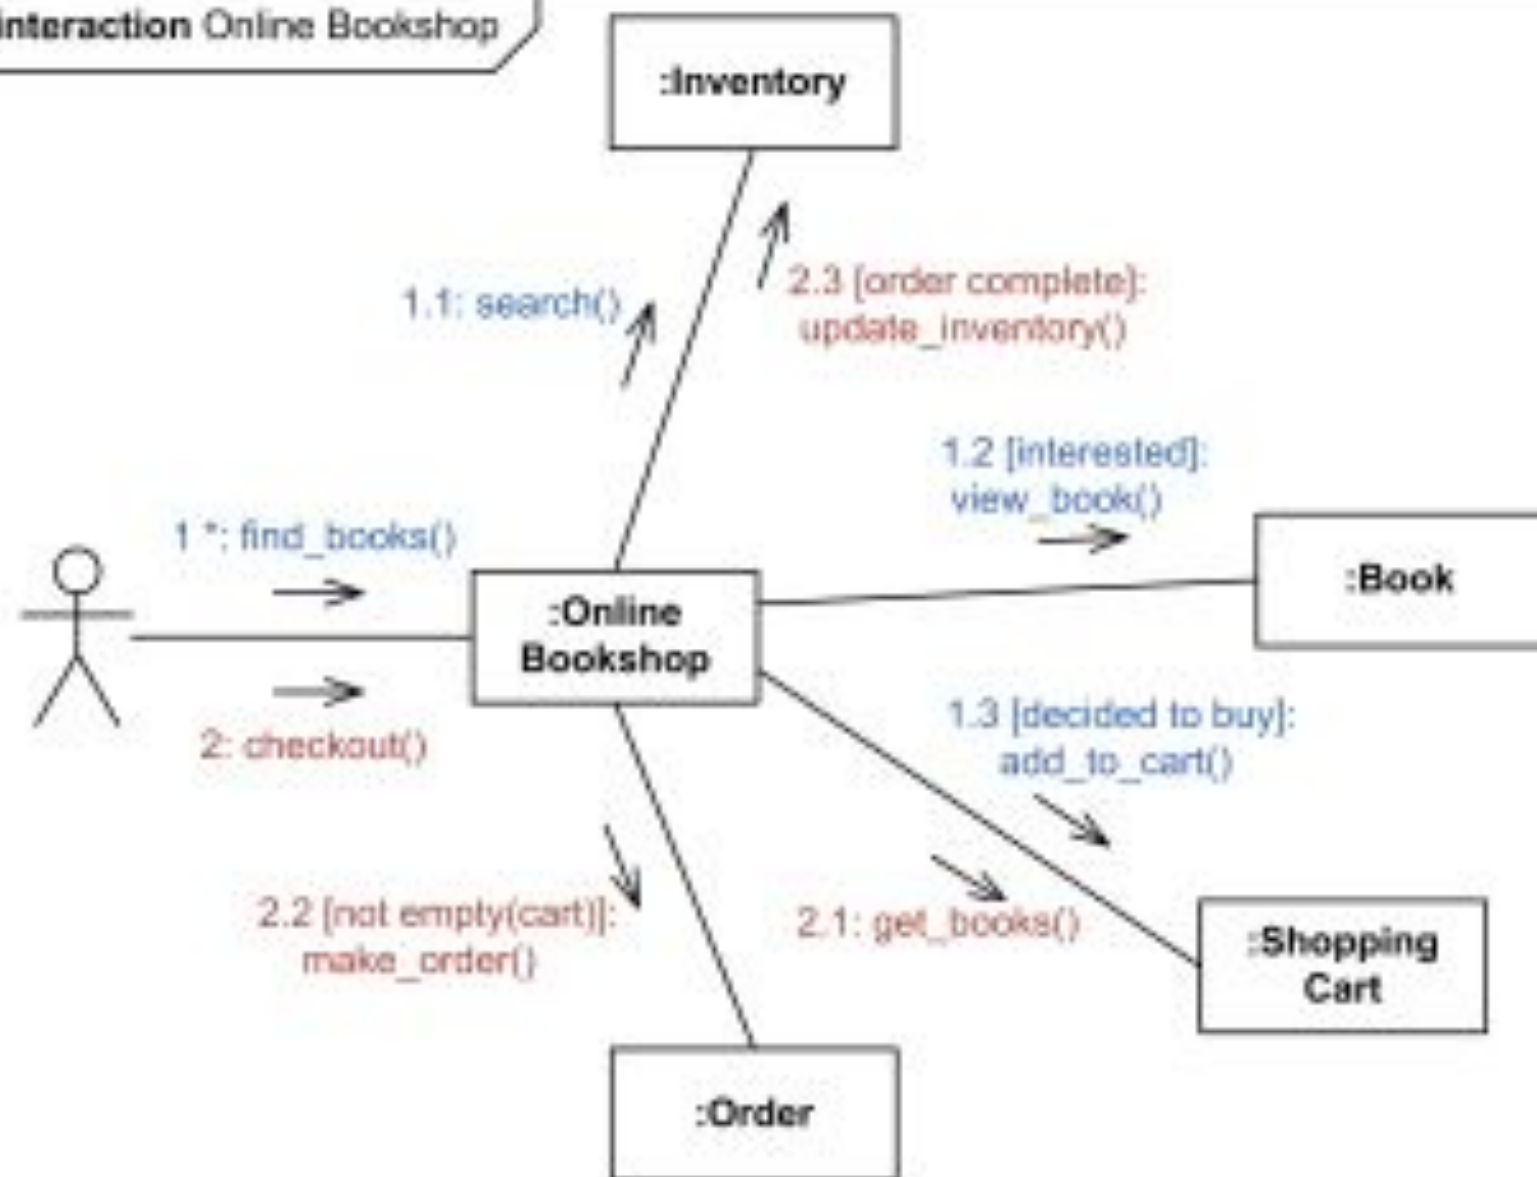 interaction Online Bookshop
:Inventory
1.1: search()
2.3 [order complete]:
update_inventory()
1.2 [interested]:
view_book()
1 *: find_books()
:Book
:Online
Bookshop
2: checkout()
1.3 [decided to buy]:
add_to_cart()
2.2 [not empty(cart)]:
make_order()
2.1: get_books()
:Shopping
Cart
:Order